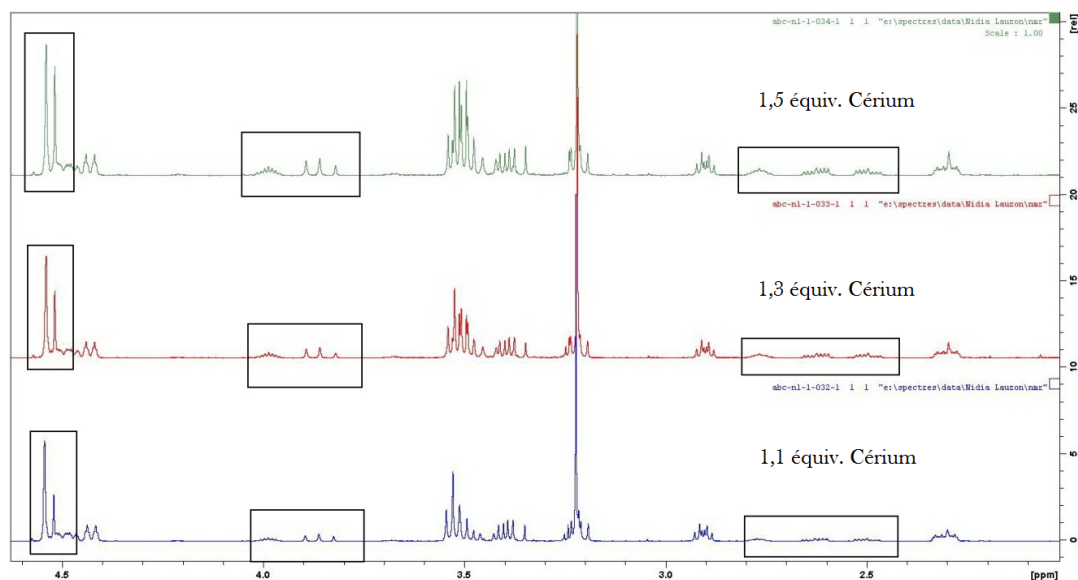 abc-nl-1-034-1 1 1 "e:\spectres\data\Nidia Lauzon\nmr"
Scale : 1.00
[rel]
1,5 équiv. Cérium
25
20
abc-nl-1-033-1 1 1 "e:\spectres\data\Nidia Lauzon\nmr"
1,3 équiv. Cérium
15
10
abc-nl-1-032-1 1 1 "e:\spectres\data\Nidia Lauzon\nmr"
1,1 équiv. Cérium
5
0
4.5 4.0 3.5 3.0 2.5 [ppm]